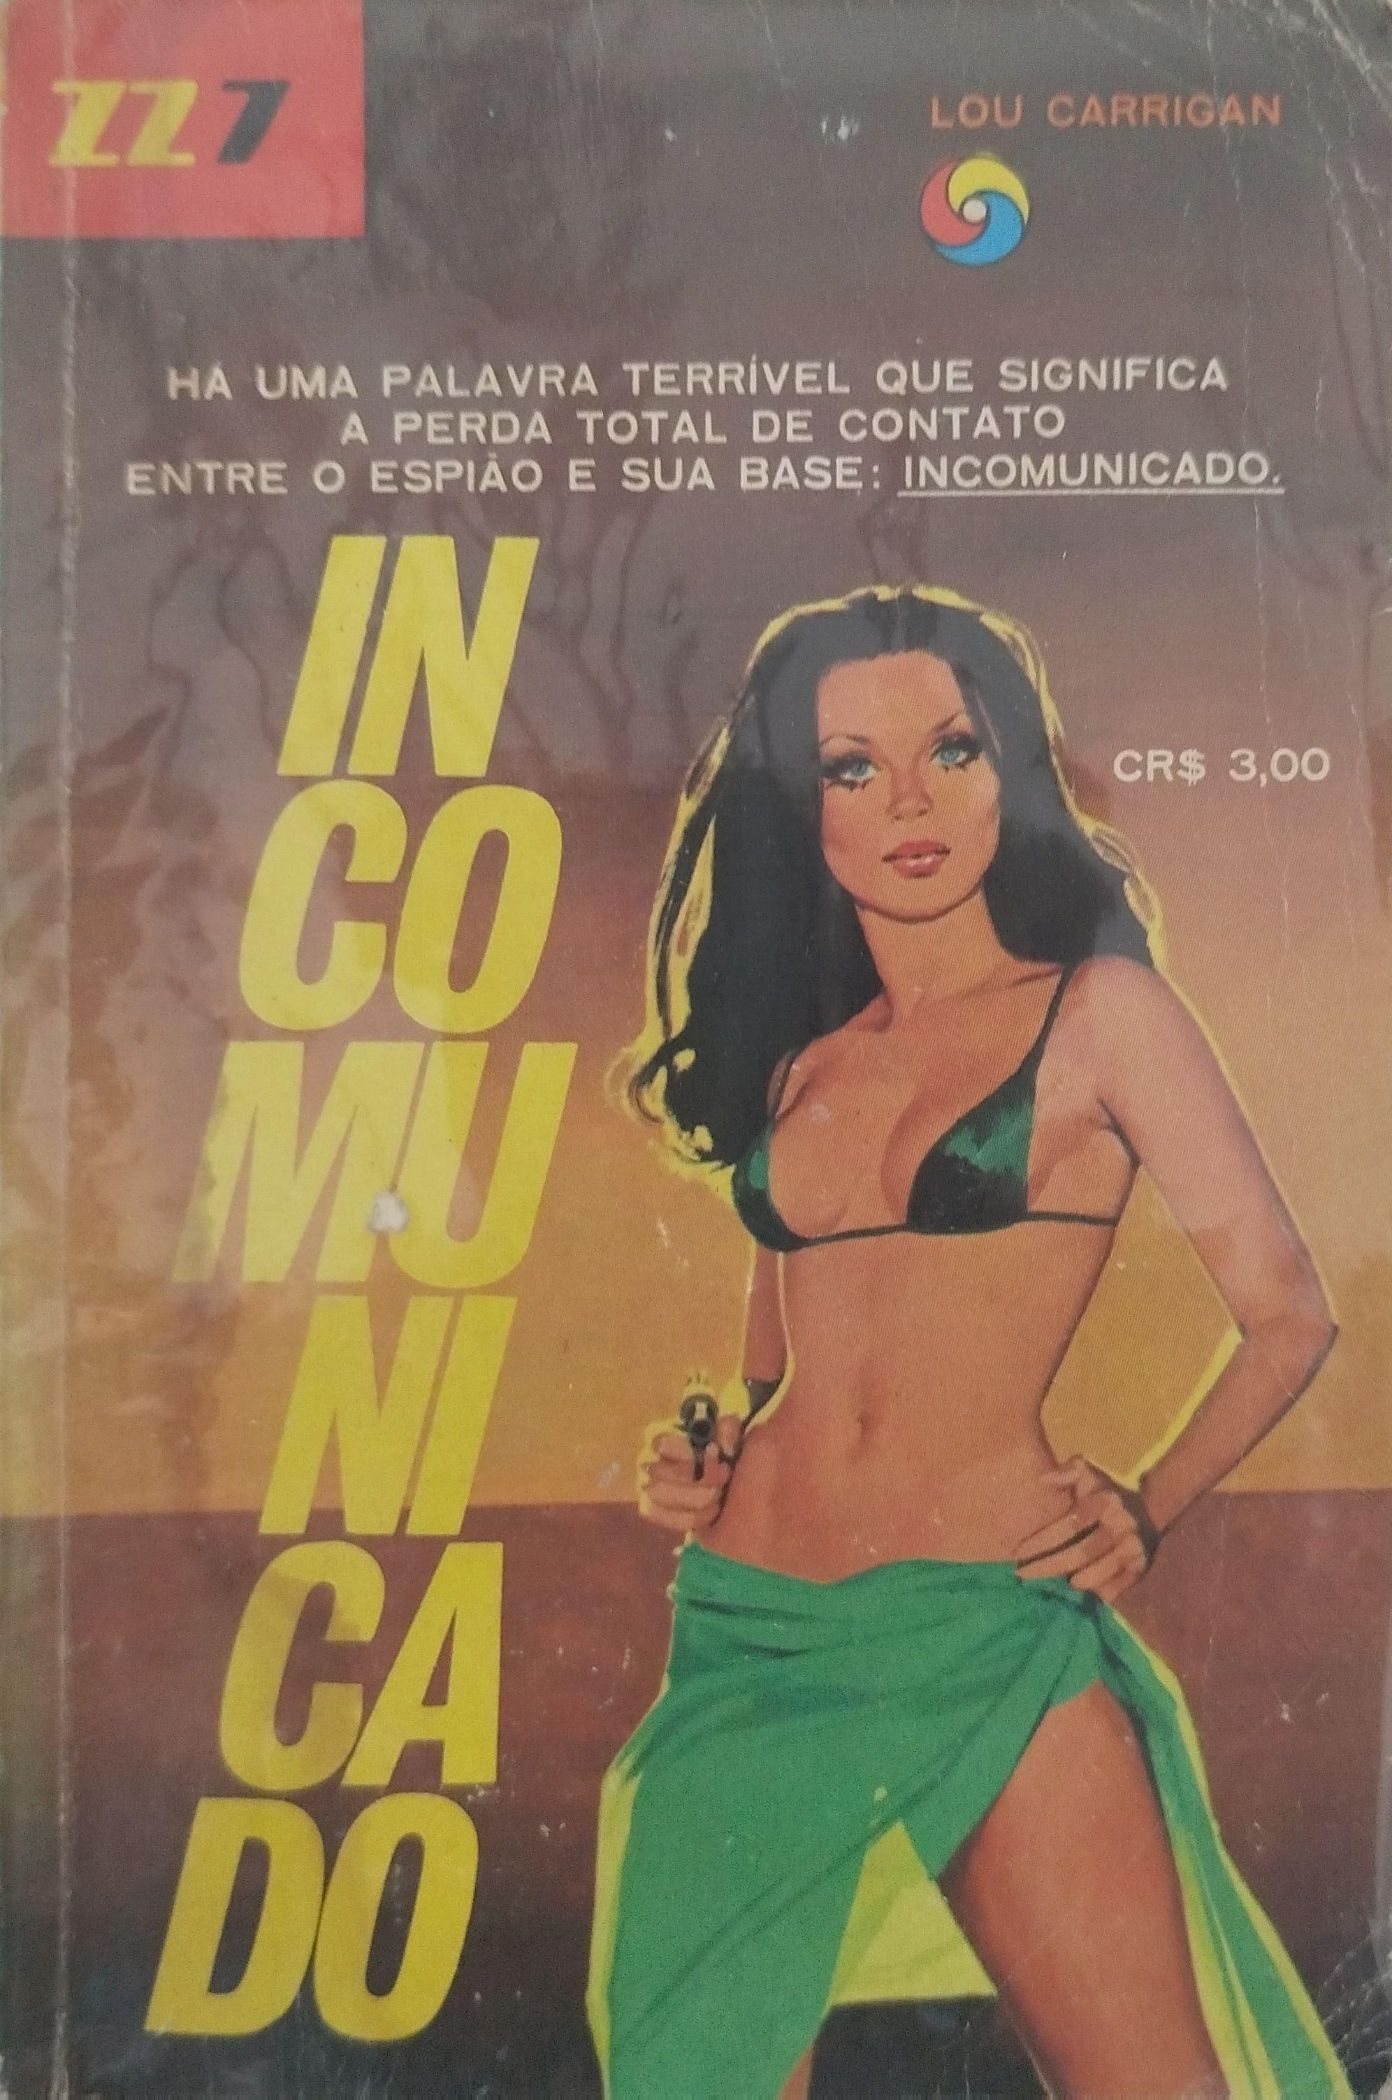 ZZ7
LOU CARRIGAN
HÁ UMA PALAVRA TERRÍVEL QUE SIGNIFICA
A PERDA TOTAL DE CONTATO
ENTRE O ESPIÃO E SUA BASE: INCOMUNICADO.
IN
CO
MU
NI
CA
DO
CR$ 3,00